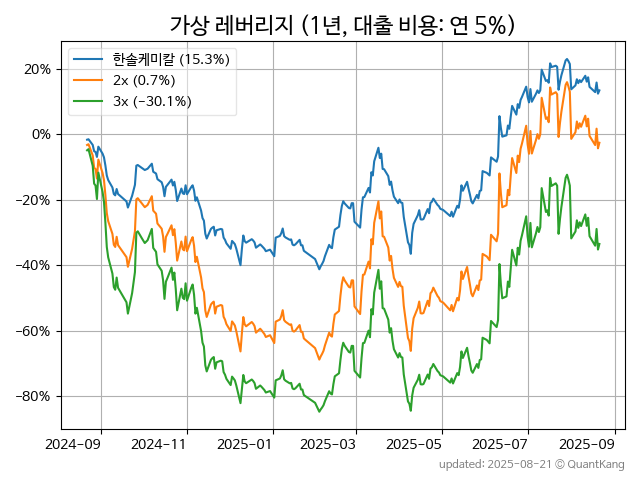 가상 레버리지 (1년, 대출 비용: 연 5%)
한솔케미칼 (15.3%)
2x (0.7%)
3x (−30.1%)
20%
0%
−20%
−40%
−60%
−80%
2024-09 2024-11 2025-01 2025-03 2025-05 2025-07 2025-09
updated: 2025-08-21 © QuantKang